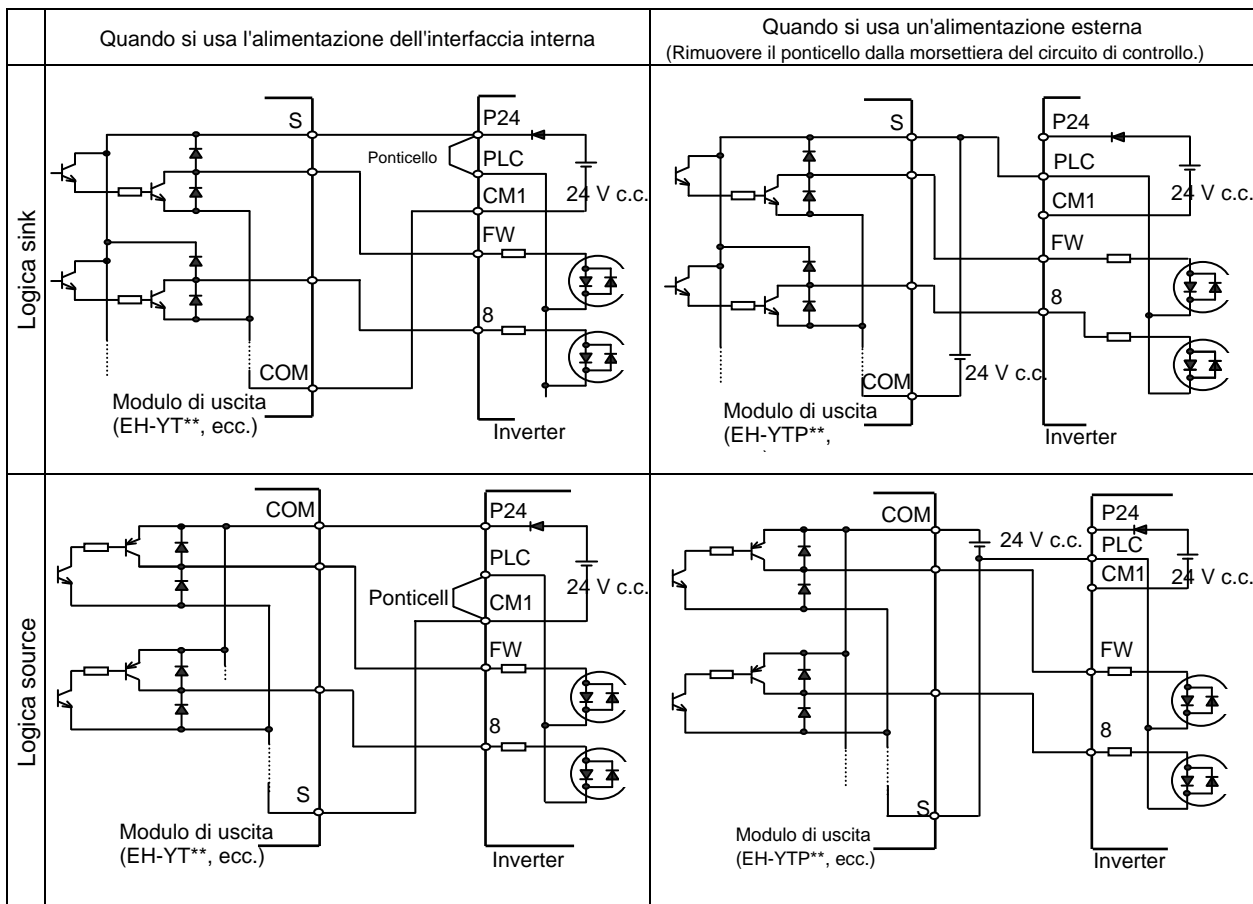 Quando si usa l'alimentazione dell'interfaccia interna
Quando si usa un'alimentazione esterna
(Rimuovere il ponticello dalla morsettiera del circuito di controllo.)
Logica sink
S
P24
Ponticello
PLC
CM1
24 V c.c.
FW
8
COM
Modulo di uscita
(EH-YT**, ecc.)
Inverter
S
P24
PLC
CM1
24 V c.c.
FW
8
COM
24 V c.c.
Modulo di uscita
(EH-YTP**,
Inverter
Logica source
COM
P24
PLC
Ponticell
CM1
24 V c.c.
FW
8
S
Modulo di uscita
(EH-YT**, ecc.)
Inverter
COM
P24
24 V c.c.
PLC
CM1
24 V c.c.
FW
8
S
Modulo di uscita
(EH-YTP**, ecc.)
Inverter